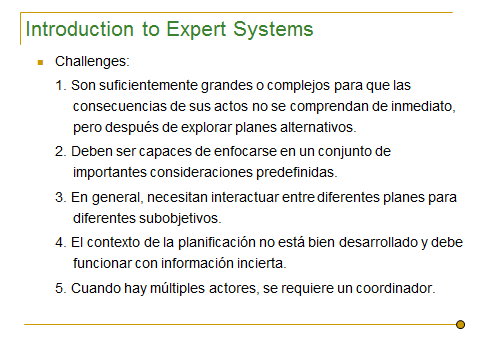 Introduction to Expert Systems
Challenges:
1. Son suficientemente grandes o complejos para que las
consecuencias de sus actos no se comprendan de inmediato,
pero después de explorar planes alternativos.
2. Deben ser capaces de enfocarse en un conjunto de
importantes consideraciones predefinidas.
3. En general, necesitan interactuar entre diferentes planes para
diferentes subobjetivos.
4. El contexto de la planificación no está bien desarrollado y debe
funcionar con información incierta.
5. Cuando hay múltiples actores, se requiere un coordinador.